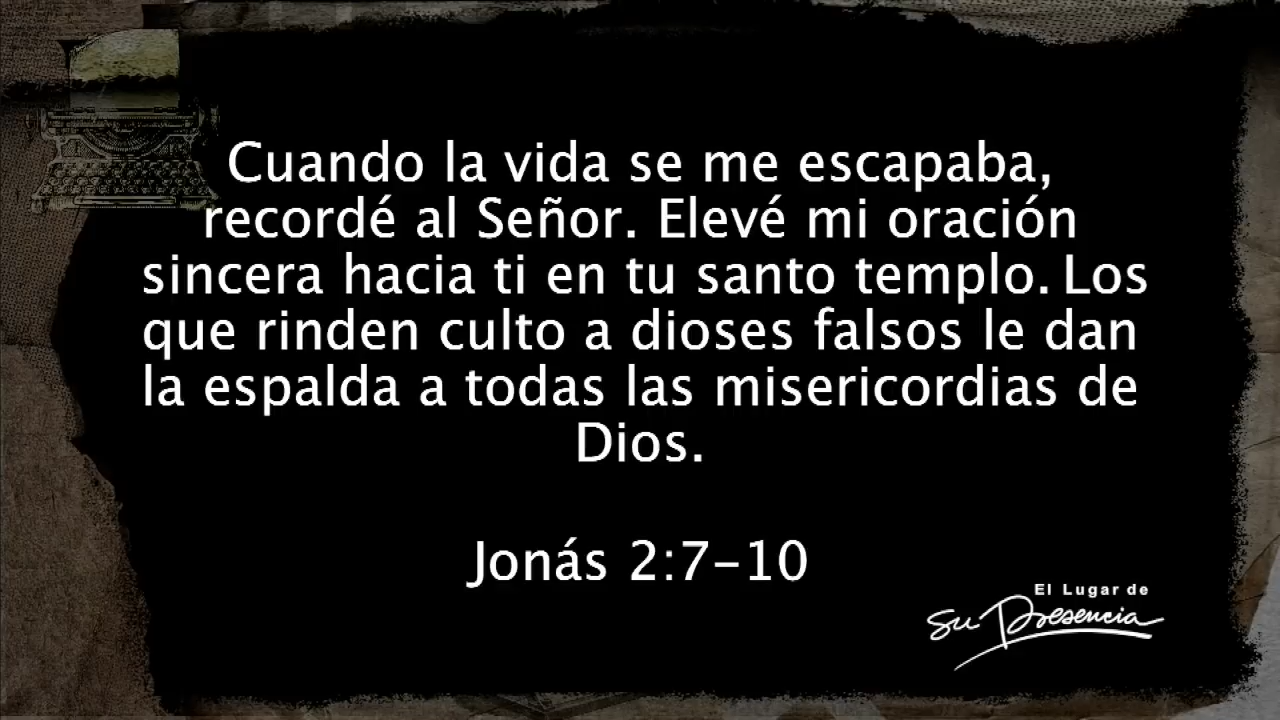 Cuando la vida se me escapaba,
recordé al Señor. Elevé mi oración
sincera hacia ti en tu santo templo. Los
que rinden culto a dioses falsos le dan
la espalda a todas las misericordias de
Dios.
Jonás 2:7-10
El Lugar de
Su Presencia